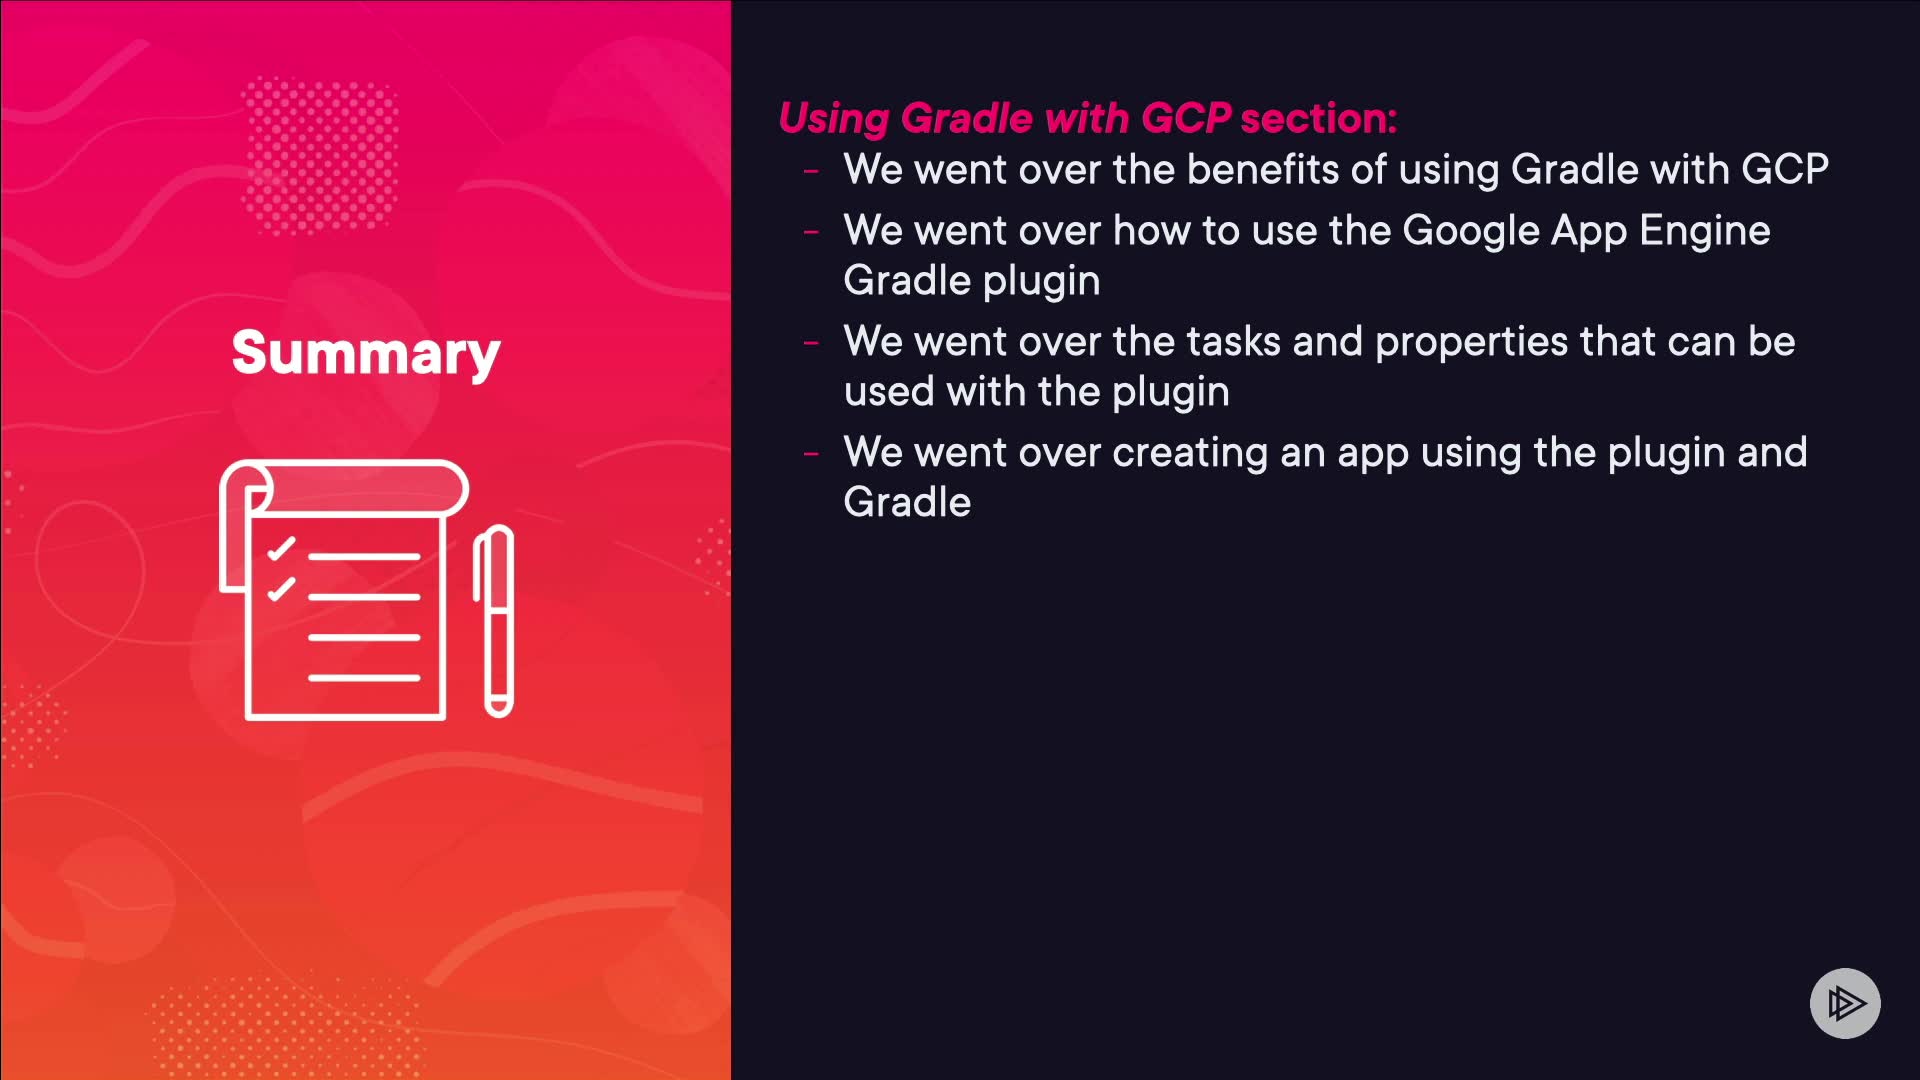 Summary
Using Gradle with GCP section:
- We went over the benefits of using Gradle with GCP
- We went over how to use the Google App Engine
Gradle plugin
- We went over the tasks and properties that can be
used with the plugin
- We went over creating an app using the plugin and
Gradle